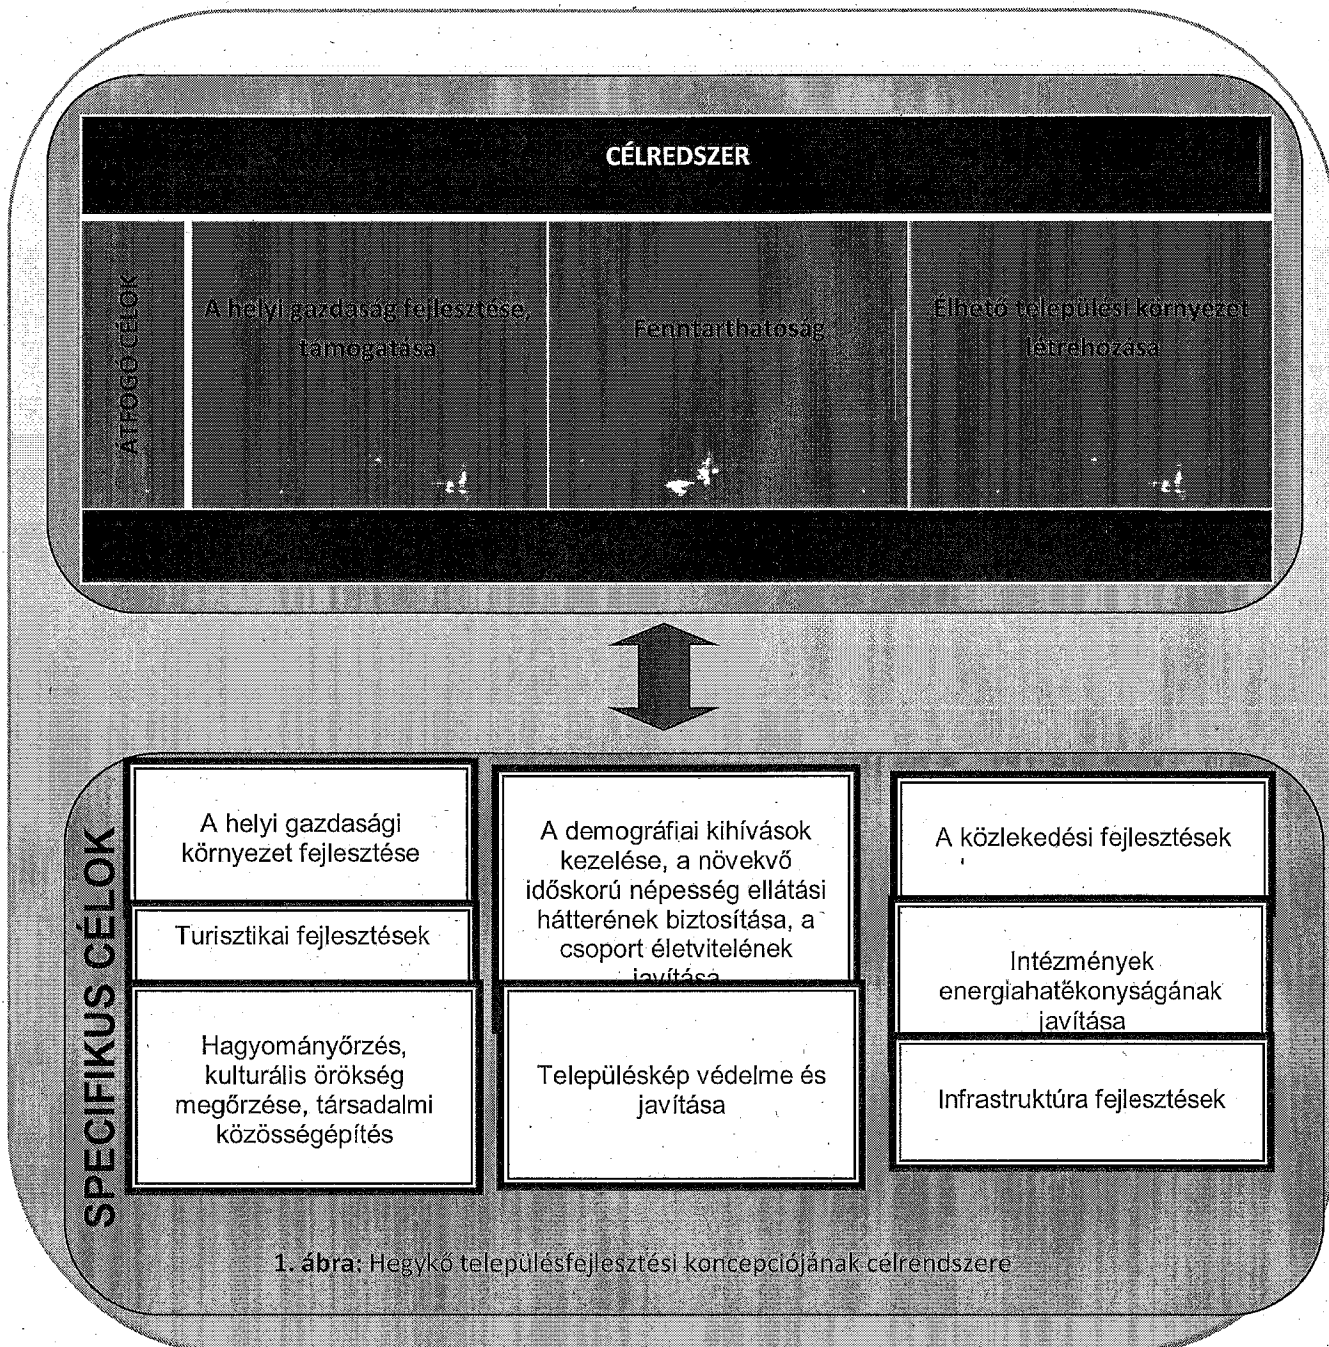 CÉLREDSZER
ÁTFOGÓ CÉLOK
A helyi gazdaság fejlesztése,
támogatása
Fenntarthatóság
Élhető települési környezet
létrehozása
SPECIFIKUS CÉLOK
A helyi gazdasági
környezet fejlesztése
Turisztikai fejlesztések
Hagyományőrzés,
kulturális örökség
megőrzése, társadalmi
közösségépítés
A demográfiai kihívások
kezelése, a növekvő
időskorú népesség ellátási
hátterének biztosítása, a
csoport életvitelének
javítása
Településkép védelme és
javítása
A közlekedési fejlesztések
Intézmények
energiahatékonyságának
javítása
Infrastruktúra fejlesztések
1. ábra: Hegykő településfejlesztési koncepciójának célrendszere